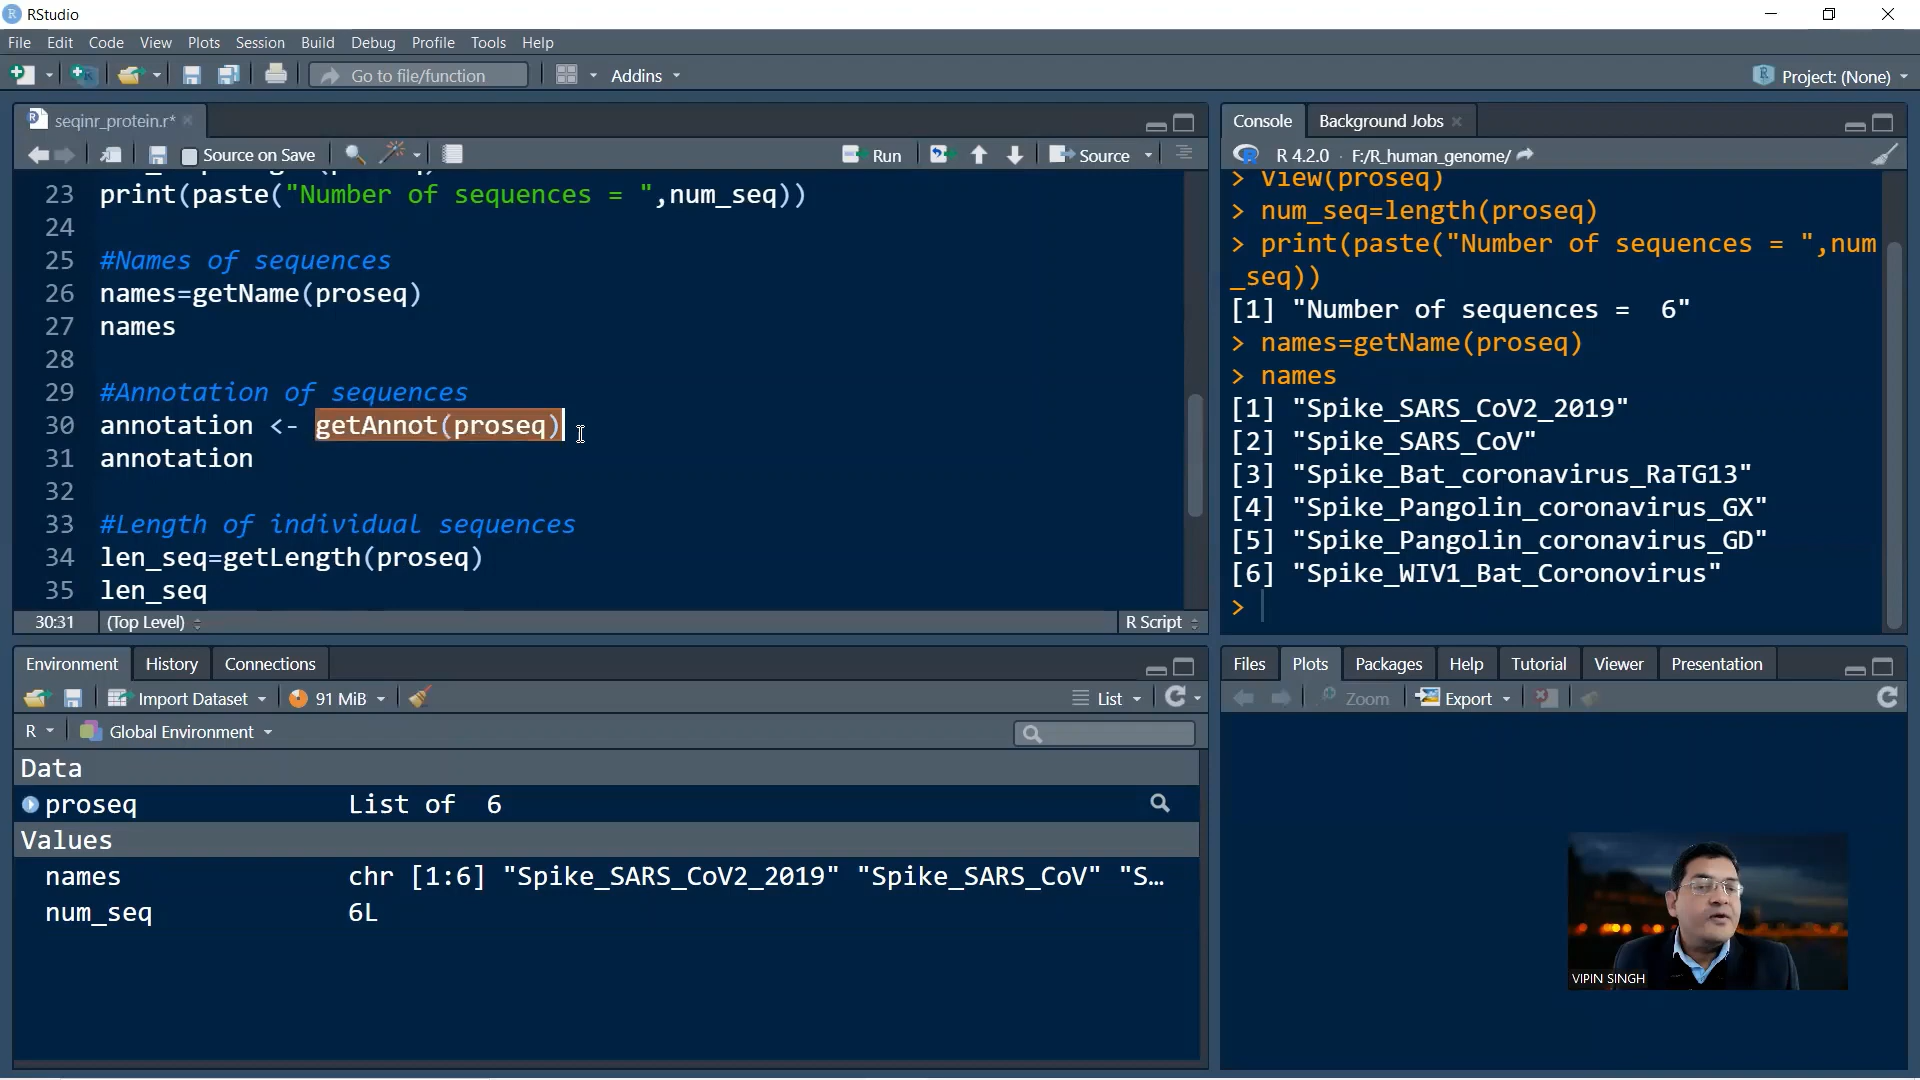 RStudio
File Edit Code View Plots Session Build Debug Profile Tools Help
Go to file/function Addins Project: (None)
seqinr_protein.r*
Source on Save Run Source
23 print(paste("Number of sequences = ",num_seq))
24
25 #Names of sequences
26 names=getName(proseq)
27 names
28
29 #Annotation of sequences
30 annotation <- getAnnot(proseq)
31 annotation
32
33 #Length of individual sequences
34 len_seq=getLength(proseq)
35 len_seq
30:31 (Top Level) R Script
Console Background Jobs
R 4.2.0 · F:/R_human_genome/
> View(proseq)
> num_seq=length(proseq)
> print(paste("Number of sequences = ",num
_seq))
[1] "Number of sequences =  6"
> names=getName(proseq)
> names
[1] "Spike_SARS_CoV2_2019"
[2] "Spike_SARS_CoV"
[3] "Spike_Bat_coronavirus_RaTG13"
[4] "Spike_Pangolin_coronavirus_GX"
[5] "Spike_Pangolin_coronavirus_GD"
[6] "Spike_WIV1_Bat_Coronovirus"
>
Environment History Connections
Import Dataset 91 MiB List
R Global Environment
Data
proseq List of 6
Values
names chr [1:6] "Spike_SARS_CoV2_2019" "Spike_SARS_CoV" "S…
num_seq 6L
Files Plots Packages Help Tutorial Viewer Presentation
Zoom Export
VIPIN SINGH